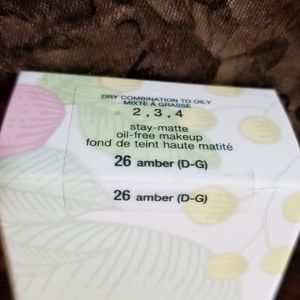 DRY COMBINATION TO OILY
MIXTE À GRASSE
2, 3, 4
stay-matte
oil-free makeup
fond de teint haute matité
26 amber (D-G)
26 amber (D-G)